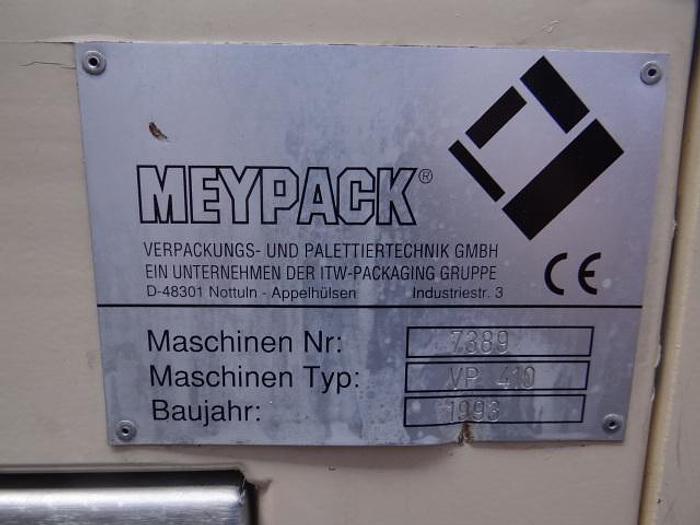 MEYPACK®
VERPACKUNGS- UND PALETTIERTECHNIK GMBH
EIN UNTERNEHMEN DER ITW-PACKAGING GRUPPE
D-48301 Nottuln - Appelhülsen Industriestr. 3
CE
Maschinen Nr: 7389
Maschinen Typ: VP 410
Baujahr: 1993